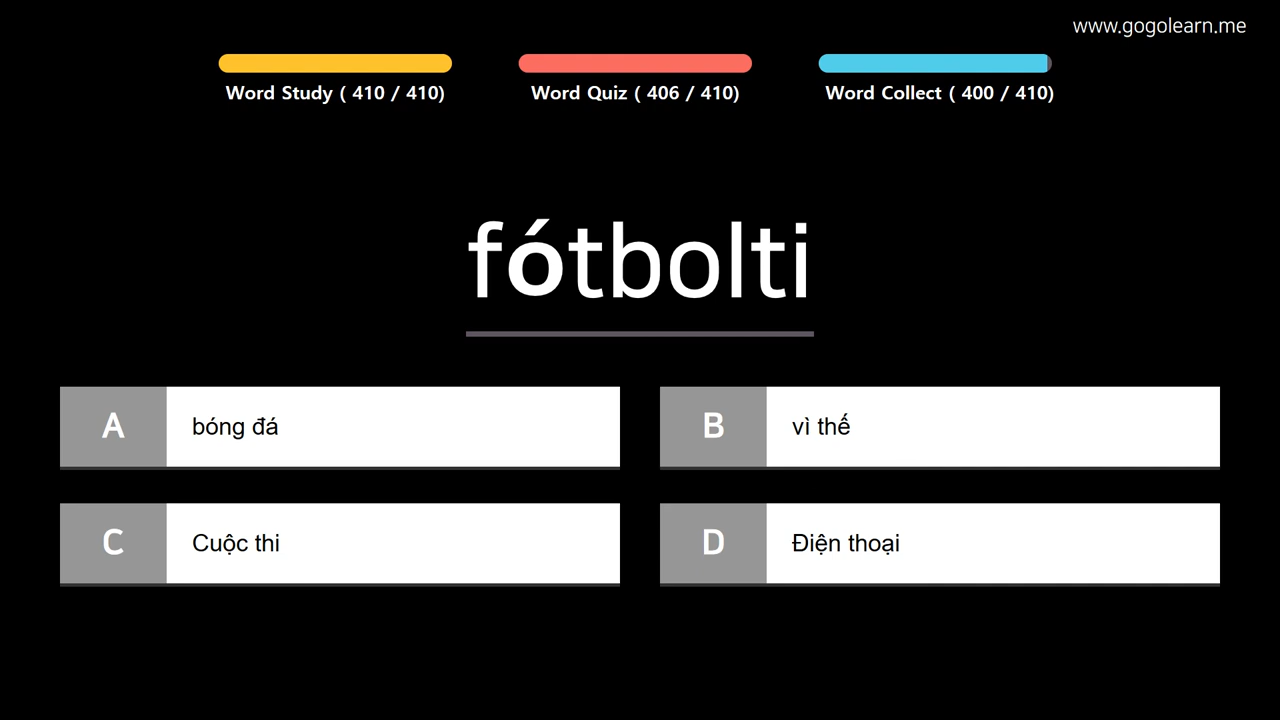 www.gogolearn.me
Word Study ( 410 / 410)
Word Quiz ( 406 / 410)
Word Collect ( 400 / 410)
fótbolti
A bóng đá
B vì thế
C Cuộc thi
D Điện thoại